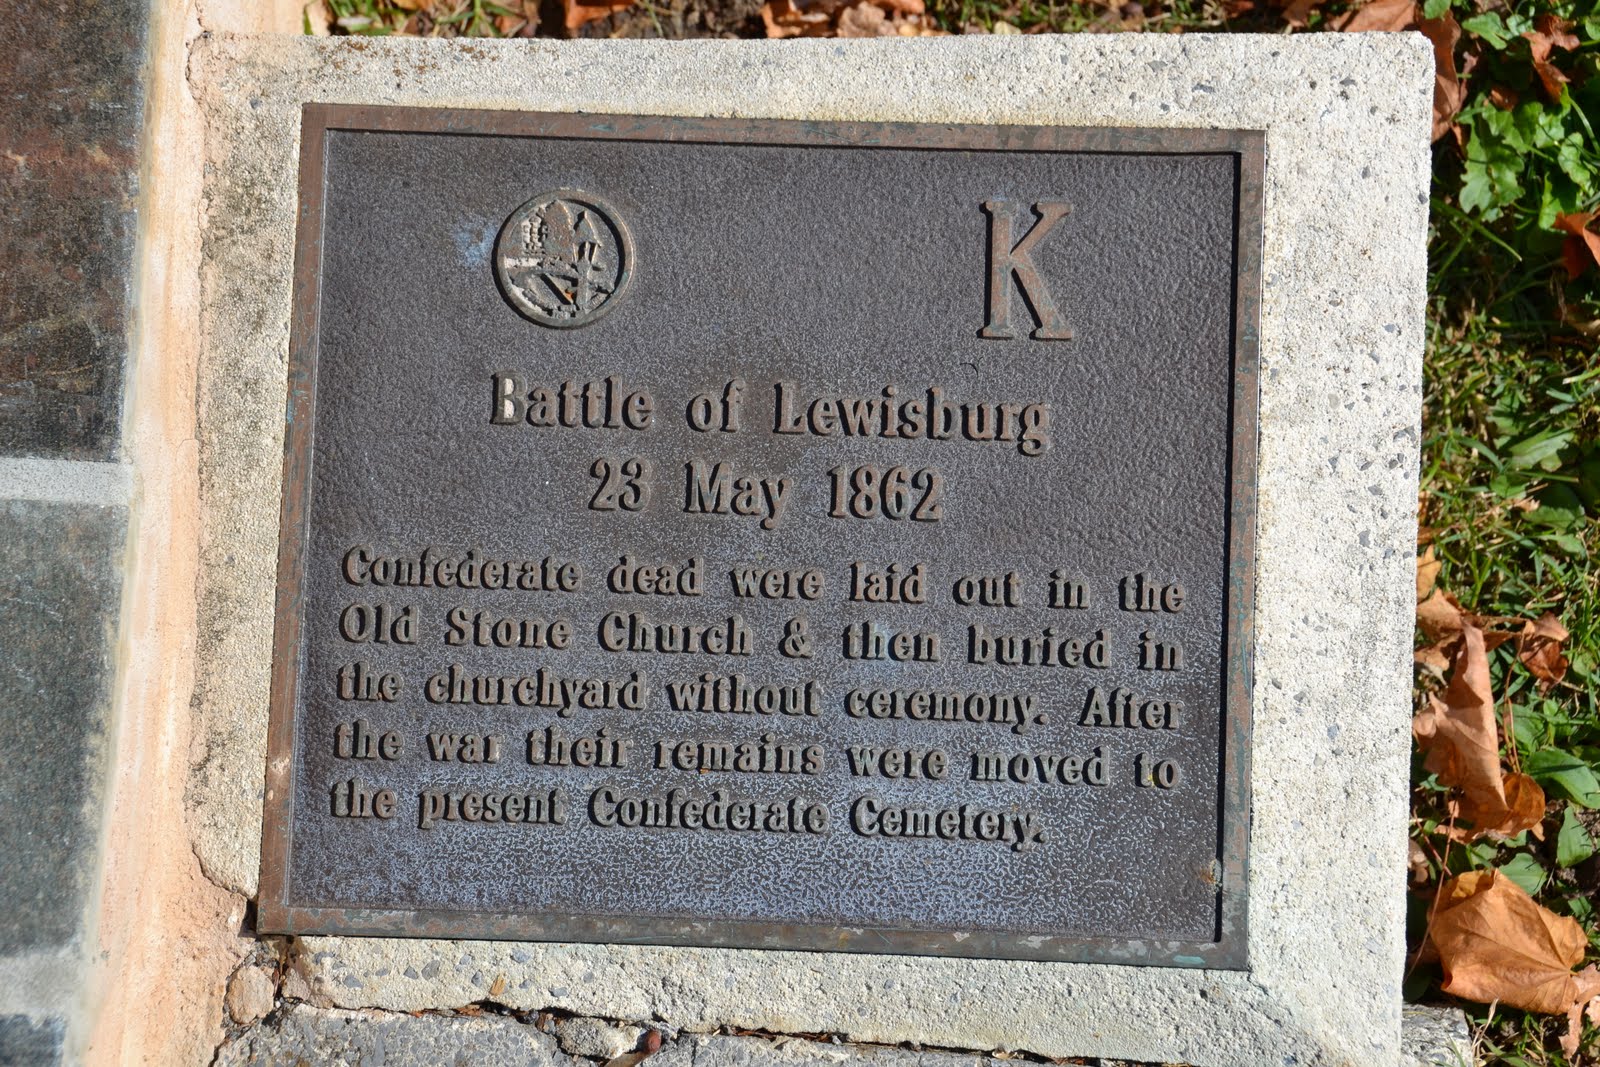 K
Battle of Lewisburg
23 May 1862
Confederate dead were laid out in the
Old Stone Church & then buried in
the churchyard without ceremony. After
the war their remains were moved to
the present Confederate Cemetery.